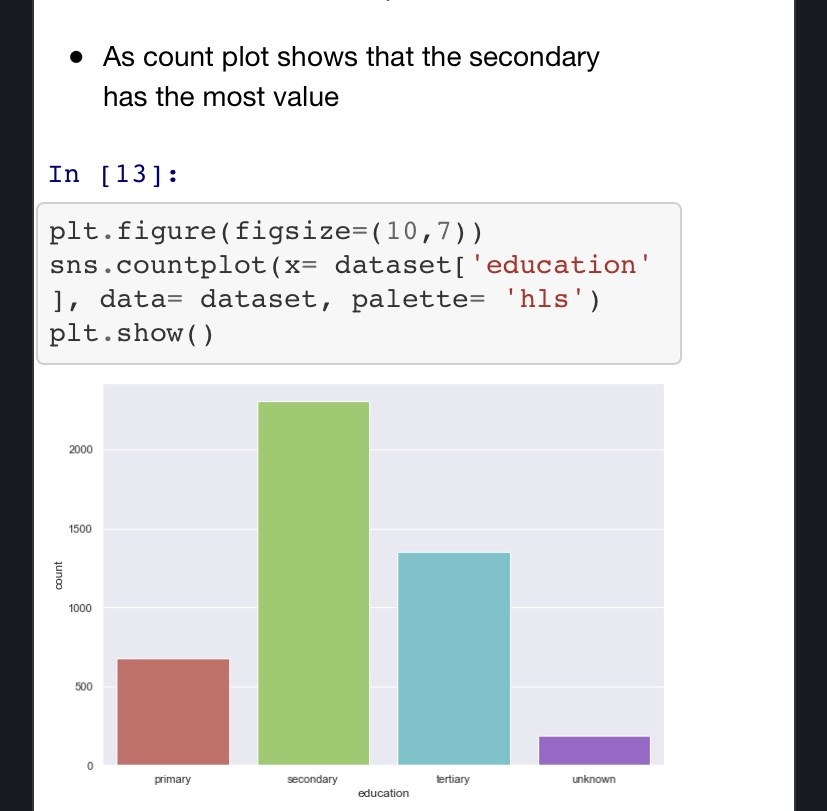 ● As count plot shows that the secondary
has the most value
In [13]:
plt.figure(figsize=(10,7))
sns.countplot(x= dataset['education'
], data= dataset, palette= 'hls')
plt.show()
2000
1500
1000
500
0
count
primary secondary tertiary unknown
education